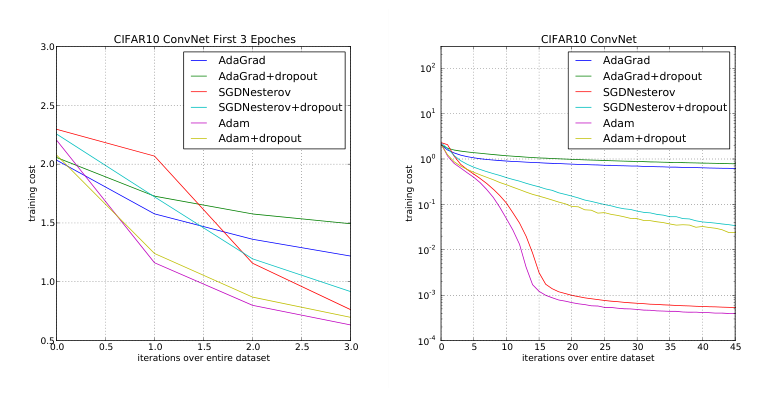 CIFAR10 ConvNet First 3 Epoches
3.0
2.5
2.0
1.5
1.0
0.5
training cost
AdaGrad
AdaGrad+dropout
SGDNesterov
SGDNesterov+dropout
Adam
Adam+dropout
0.0 0.5 1.0 1.5 2.0 2.5 3.0
iterations over entire dataset
CIFAR10 ConvNet
10^2
10^1
10^0
10^-1
10^-2
10^-3
10^-4
training cost
AdaGrad
AdaGrad+dropout
SGDNesterov
SGDNesterov+dropout
Adam
Adam+dropout
0 5 10 15 20 25 30 35 40 45
iterations over entire dataset